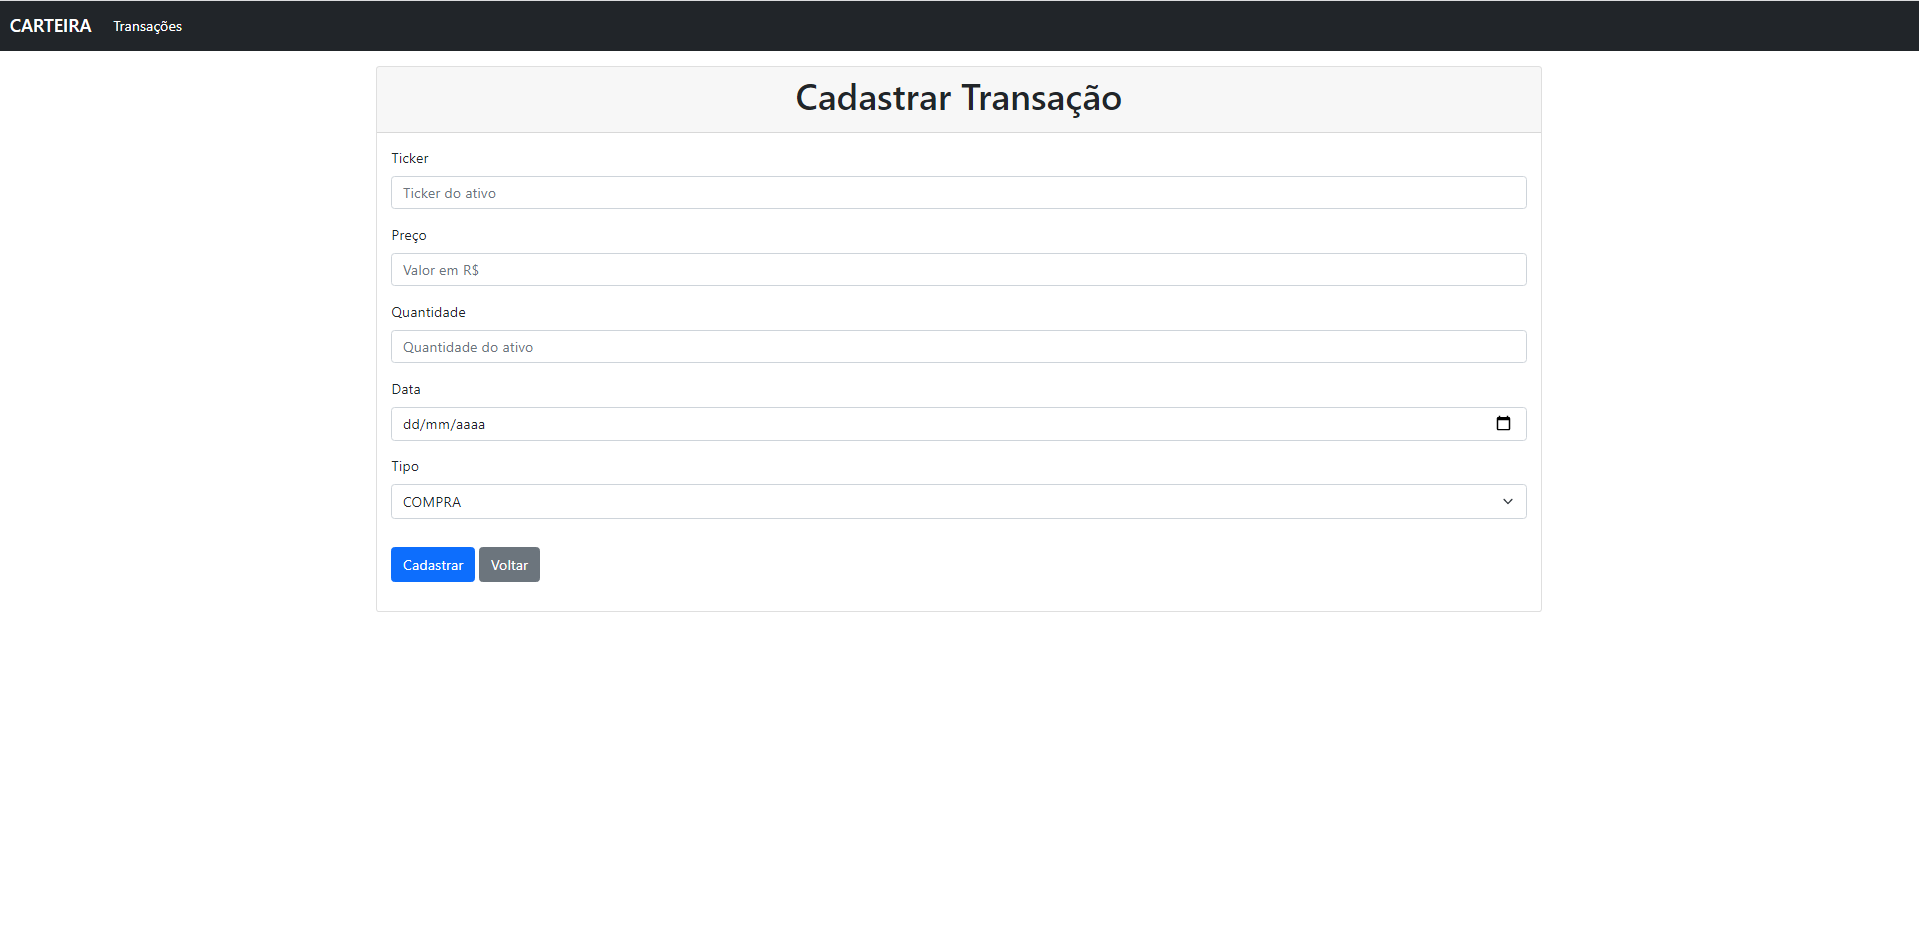 CARTEIRA Transações
Cadastrar Transação
Ticker
Ticker do ativo
Preço
Valor em R$
Quantidade
Quantidade do ativo
Data
dd/mm/aaaa
Tipo
COMPRA
Cadastrar Voltar